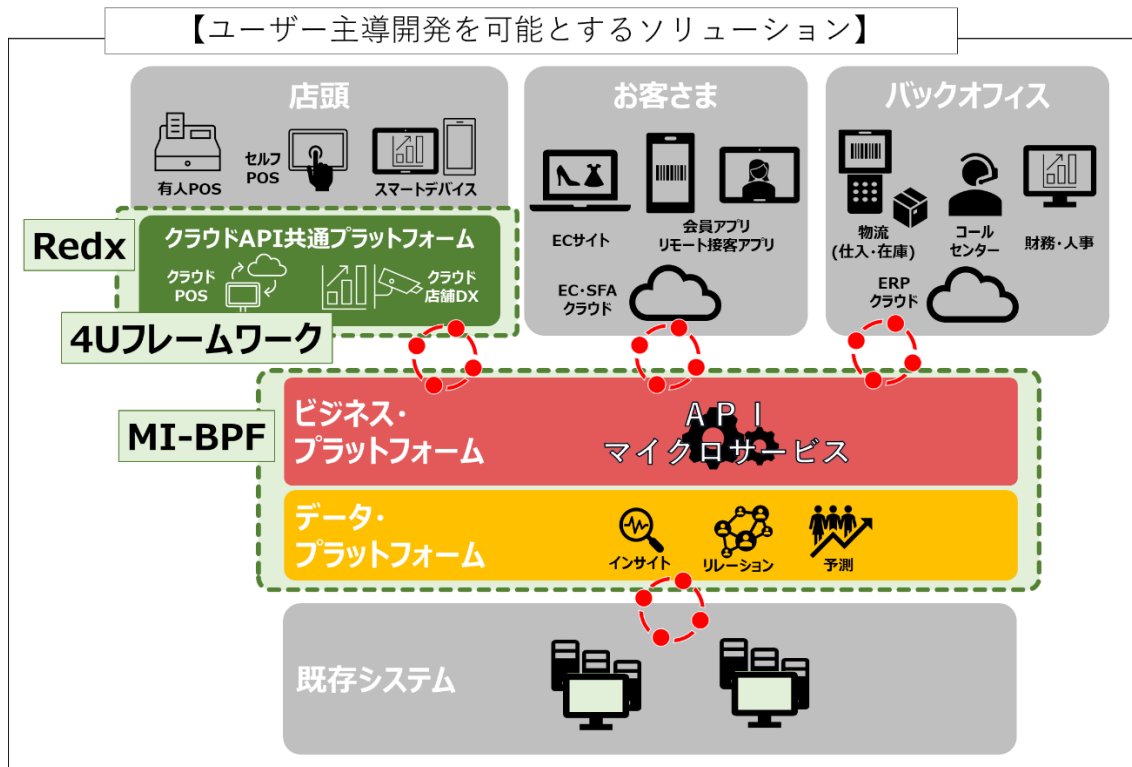 【ユーザー主導開発を可能とするソリューション】
店頭
有人POS
セルフ
POS
スマートデバイス
Redx
クラウドAPI共通プラットフォーム
クラウド
POS
クラウド
店舗DX
4Uフレームワーク
お客さま
ECサイト
会員アプリ
リモート接客アプリ
EC・SFA
クラウド
バックオフィス
物流
(仕入・在庫)
コール
センター
財務・人事
ERP
クラウド
MI-BPF
ビジネス・
プラットフォーム
ＡＰＩ
マイクロサービス
データ・
プラットフォーム
インサイト
リレーション
予測
既存システム